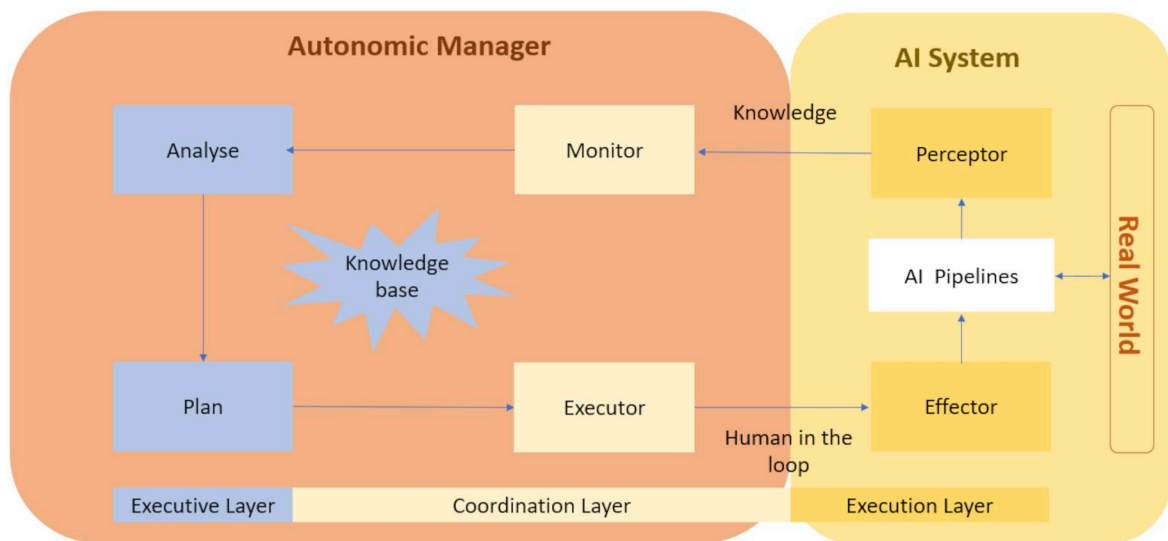 Autonomic Manager
AI System
Knowledge
Analyse
Monitor
Perceptor
Knowledge
base
AI Pipelines
Real World
Plan
Executor
Effector
Human in the
loop
Executive Layer
Coordination Layer
Execution Layer